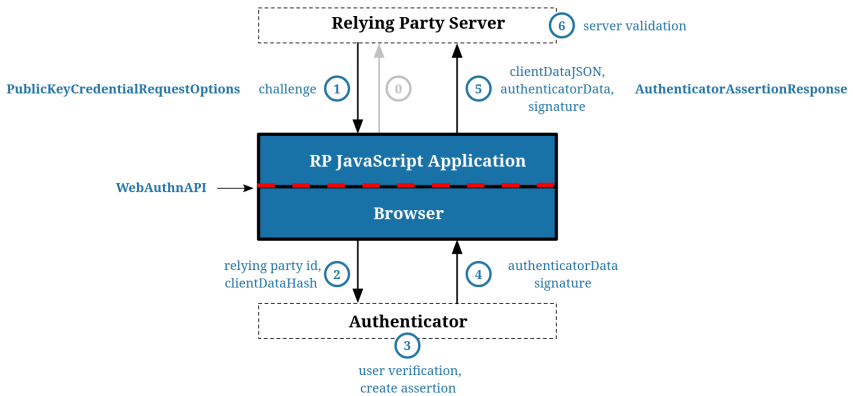 Relying Party Server
6
server validation
PublicKeyCredentialRequestOptions
challenge
1
0
5
clientDataJSON,
authenticatorData,
signature
AuthenticatorAssertionResponse
RP JavaScript Application
WebAuthnAPI
Browser
relying party id,
clientDataHash
2
4
authenticatorData
signature
Authenticator
3
user verification,
create assertion